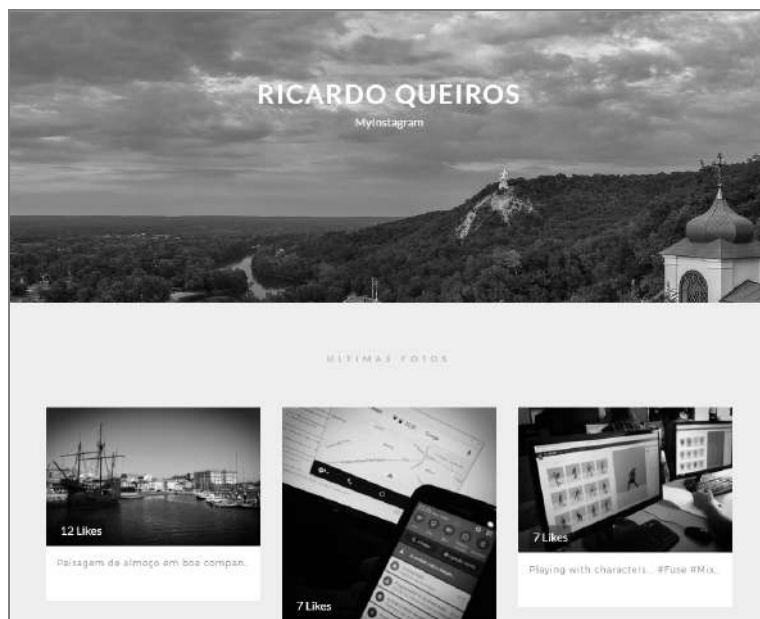 RICARDO QUEIROS
MyInstagram
ULTIMAS FOTOS
12 Likes
Paisagem de almoço em boa compan...
7 Likes
7 Likes
Playing with characters... #Fuse #Mix...